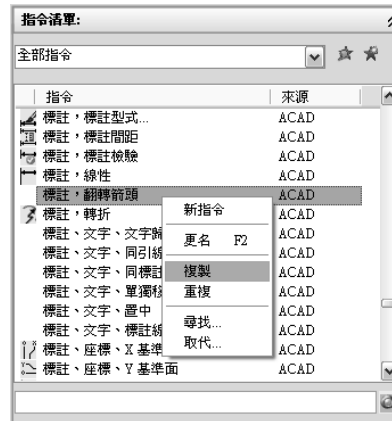 指令清單:
全部指令
指令 來源
標註，標註型式... ACAD
標註，標註間距 ACAD
標註，標註檢驗 ACAD
標註，線性 ACAD
標註，翻轉箭頭 ACAD
標註，轉折 ACAD
標註、文字、文字歸 ACAD
標註、文字、同引線 ACAD
標註、文字、同標註 ACAD
標註、文字、單獨移 ACAD
標註、文字、置中 ACAD
標註、文字、標註線 ACAD
標註、座標、X 基準 ACAD
標註、座標、Y 基準面 ACAD
新指令
更名 F2
複製
重複
尋找...
取代...